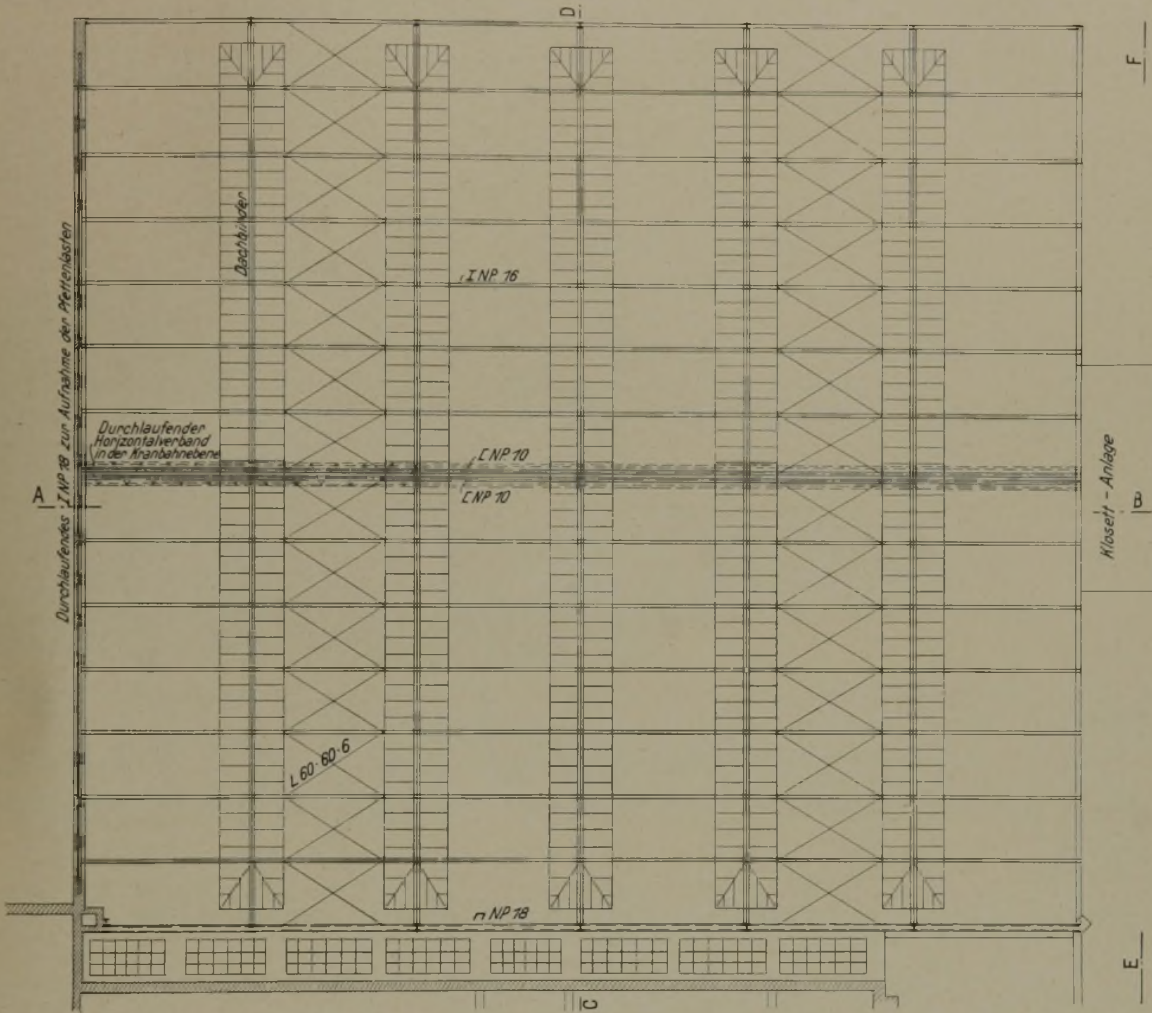 D
F
Dachbinder
I NP 16
Durchlaufendes I NP 18 zur Aufnahme der Pfettenlasten
Durchlaufender
Horizontalverband
in der Kranbahnebene
[ NP 10
[ NP 10
A
B
Klosett - Anlage
L 60·60·6
NP 18
E
C